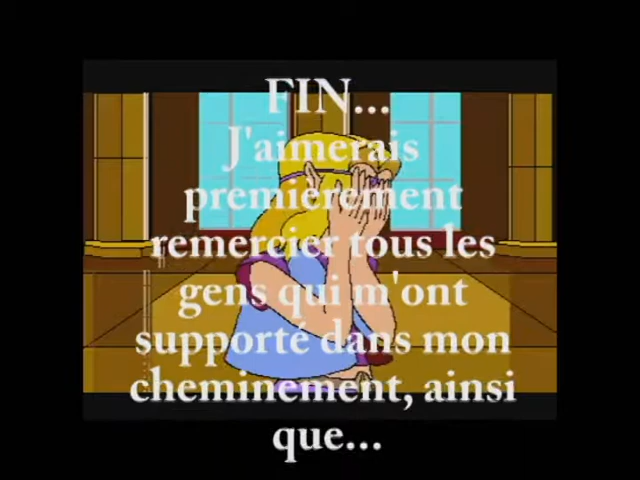 FIN...
J'aimerais
premièrement
remercier tous les
gens qui m'ont
supporté dans mon
cheminement, ainsi
que...